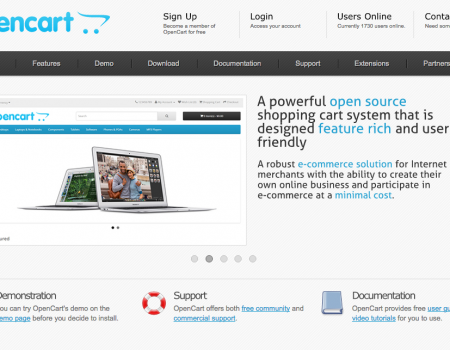 encart
Sign Up
Become a member of
OpenCart for free
Login
Access your account.
Users Online
Currently 1730 users online.
Conta
Need som
Features Demo Download Documentation Support Extensions Partners
pencart
A powerful open source
shopping cart system that is
designed feature rich and user
friendly
A robust e-commerce solution for Internet
merchants with the ability to create their
own online business and participate in
e-commerce at a minimal cost.
ured
Demonstration
ou can try OpenCart's demo on the
emo page before you decide to install.
Support
OpenCart offers both free community and
commercial support.
Documentation
OpenCart provides free user gu
video tutorials for you to use.